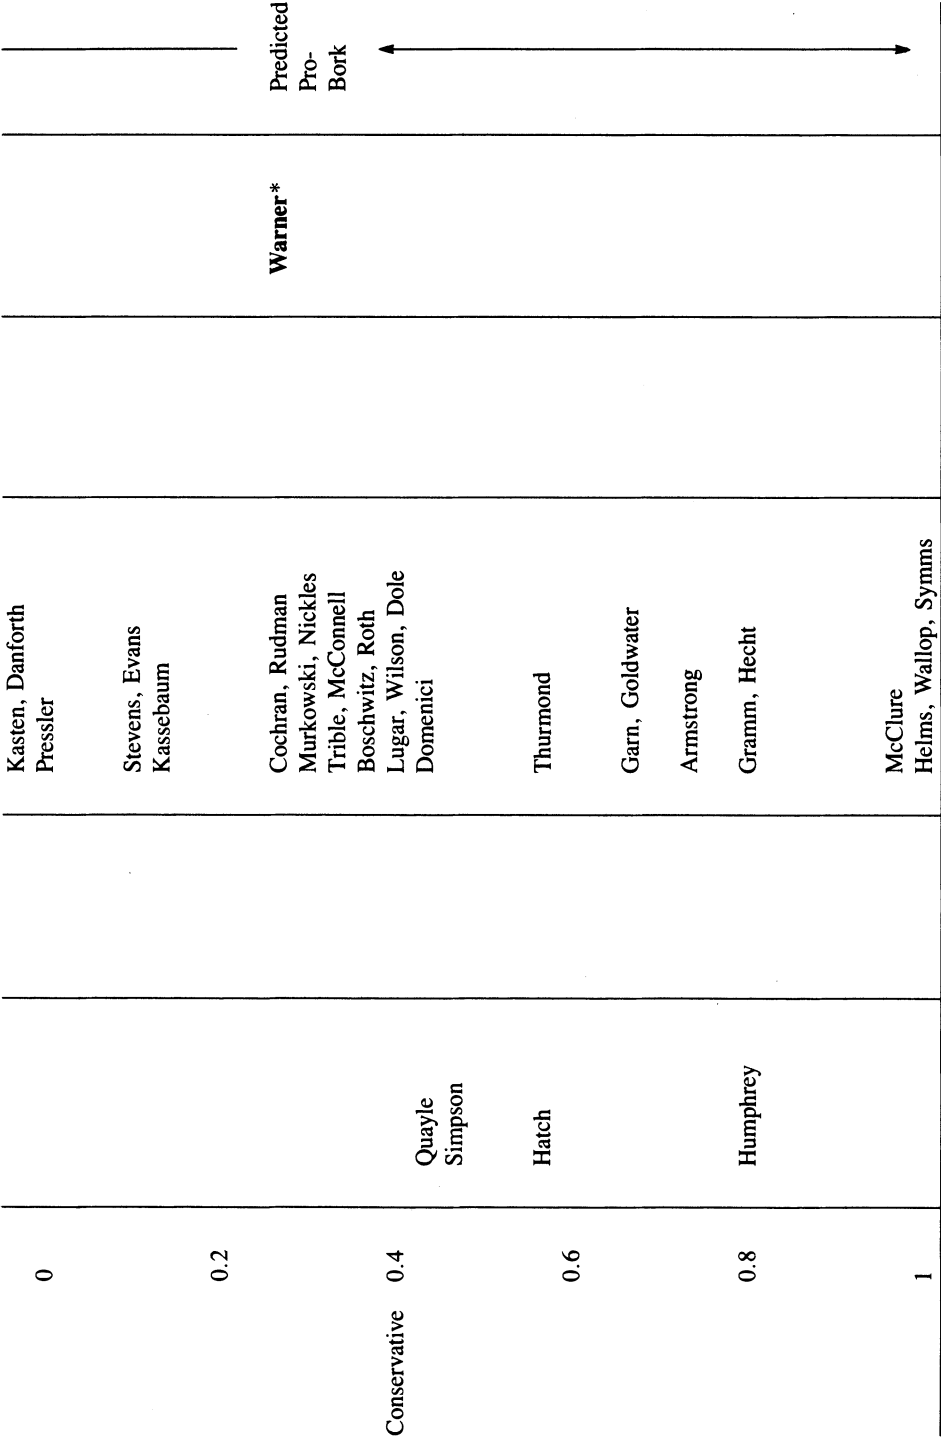 0
0.2
Conservative 0.4
0.6
0.8
1
Quayle
Simpson
Hatch
Humphrey
Kasten, Danforth
Pressler
Stevens, Evans
Kassebaum
Cochran, Rudman
Murkowski, Nickles
Trible, McConnell
Boschwitz, Roth
Lugar, Wilson, Dole
Domenici
Thurmond
Garn, Goldwater
Armstrong
Gramm, Hecht
McClure
Helms, Wallop, Symms
Warner*
Predicted
Pro-
Bork